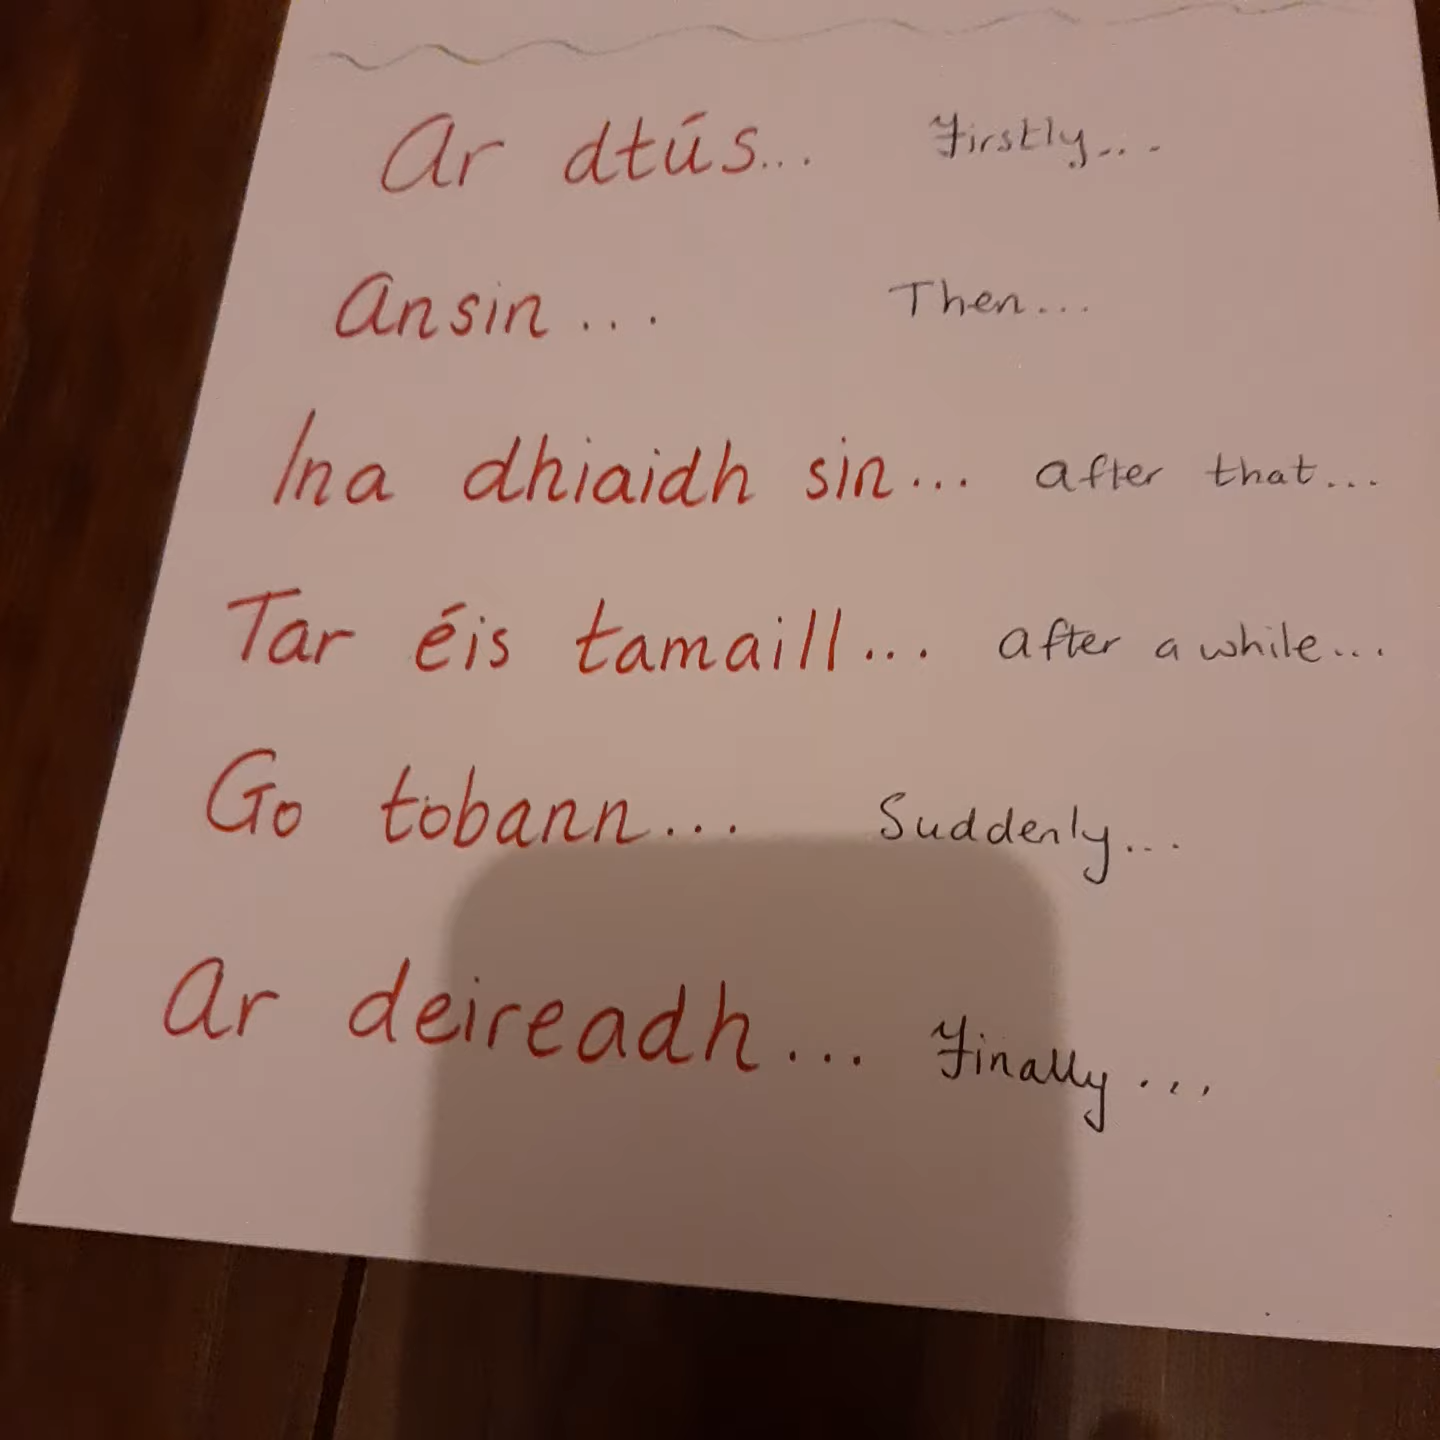 Ar dtús... Firstly...
Ansin... Then...
Ina dhiaidh sin... after that...
Tar éis tamaill... after a while...
Go tobann... Suddenly...
Ar deireadh... Finally...